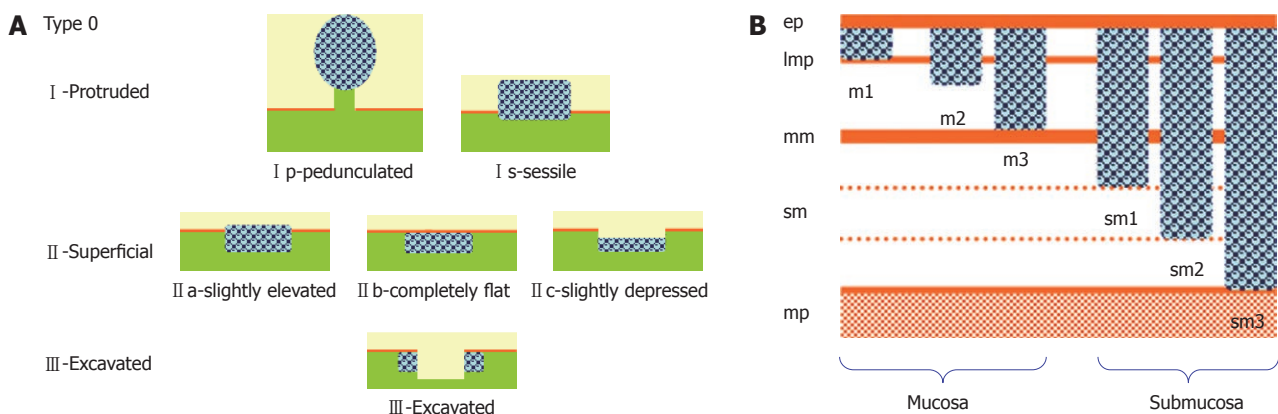 A
Type 0
Ⅰ-Protruded
Ⅰp-pedunculated
Ⅰs-sessile
Ⅱ-Superficial
Ⅱa-slightly elevated
Ⅱb-completely flat
Ⅱc-slightly depressed
Ⅲ-Excavated
Ⅲ-Excavated
B
ep
lmp
m1
m2
mm
m3
sm
sm1
sm2
mp
sm3
Mucosa
Submucosa